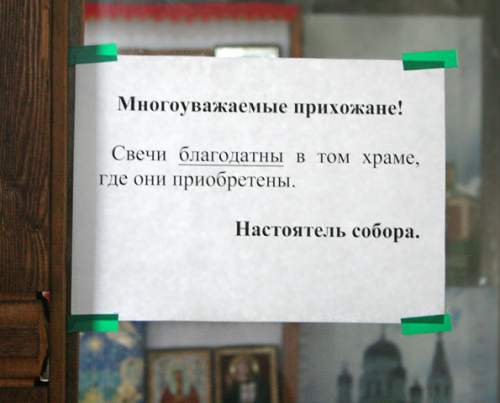 Многоуважаемые прихожане!
Свечи благодатны в том храме,
где они приобретены.
Настоятель собора.